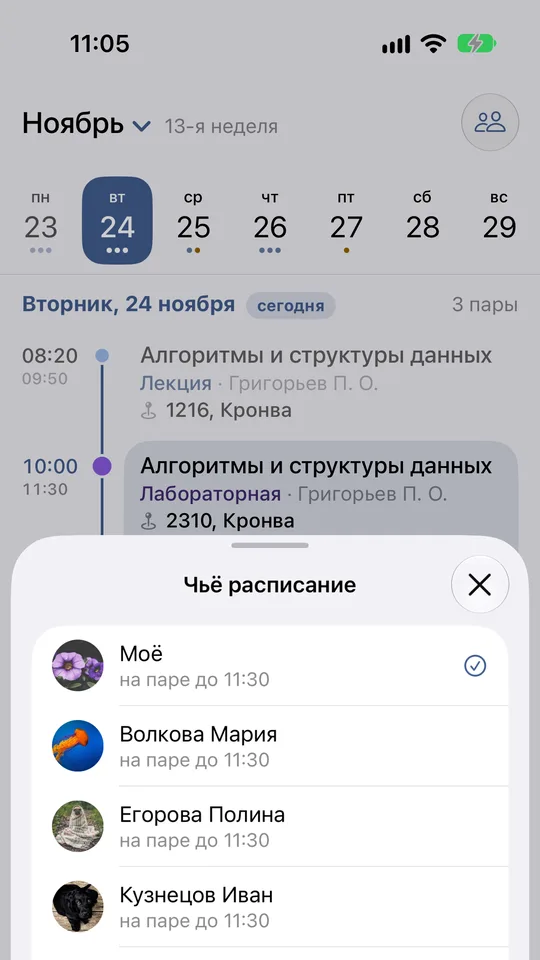 11:05
Ноябрь 13-я неделя
пн вт ср чт пт сб вс
23 24 25 26 27 28 29
Вторник, 24 ноября сегодня 3 пары
08:20 Алгоритмы и структуры данных
09:50 Лекция · Григорьев П. О.
1216, Кронва
10:00 Алгоритмы и структуры данных
11:30 Лабораторная · Григорьев П. О.
2310, Кронва
Чьё расписание
Моё
на паре до 11:30
Волкова Мария
на паре до 11:30
Егорова Полина
на паре до 11:30
Кузнецов Иван
на паре до 11:30